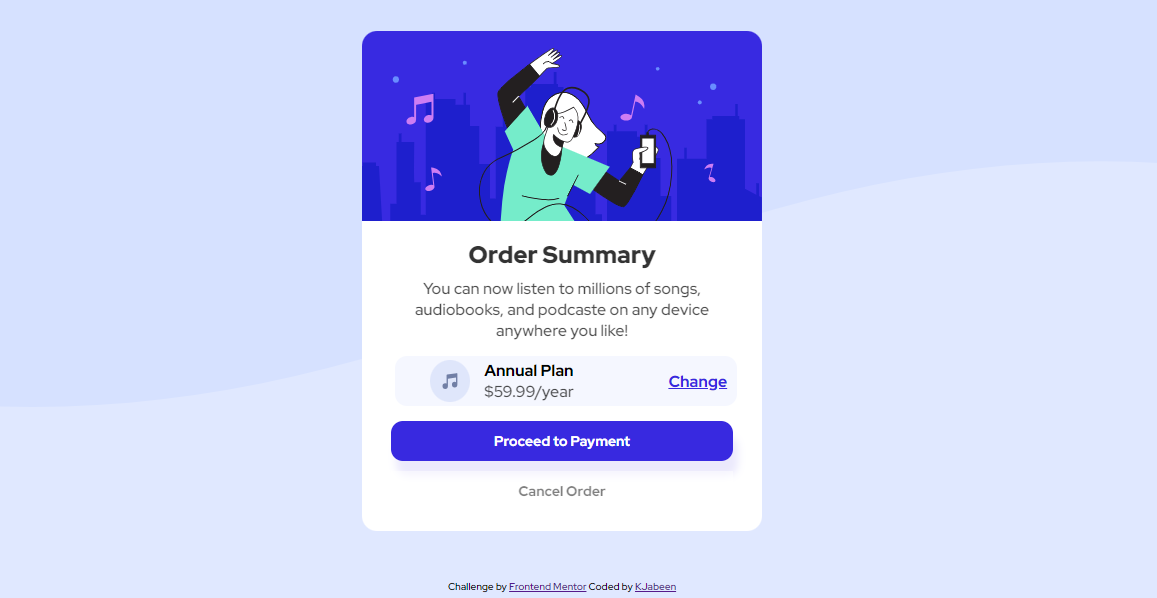 Order Summary
You can now listen to millions of songs,
audiobooks, and podcaste on any device
anywhere you like!
Annual Plan
$59.99/year
Change
Proceed to Payment
Cancel Order
Challenge by Frontend Mentor Coded by KJabeen